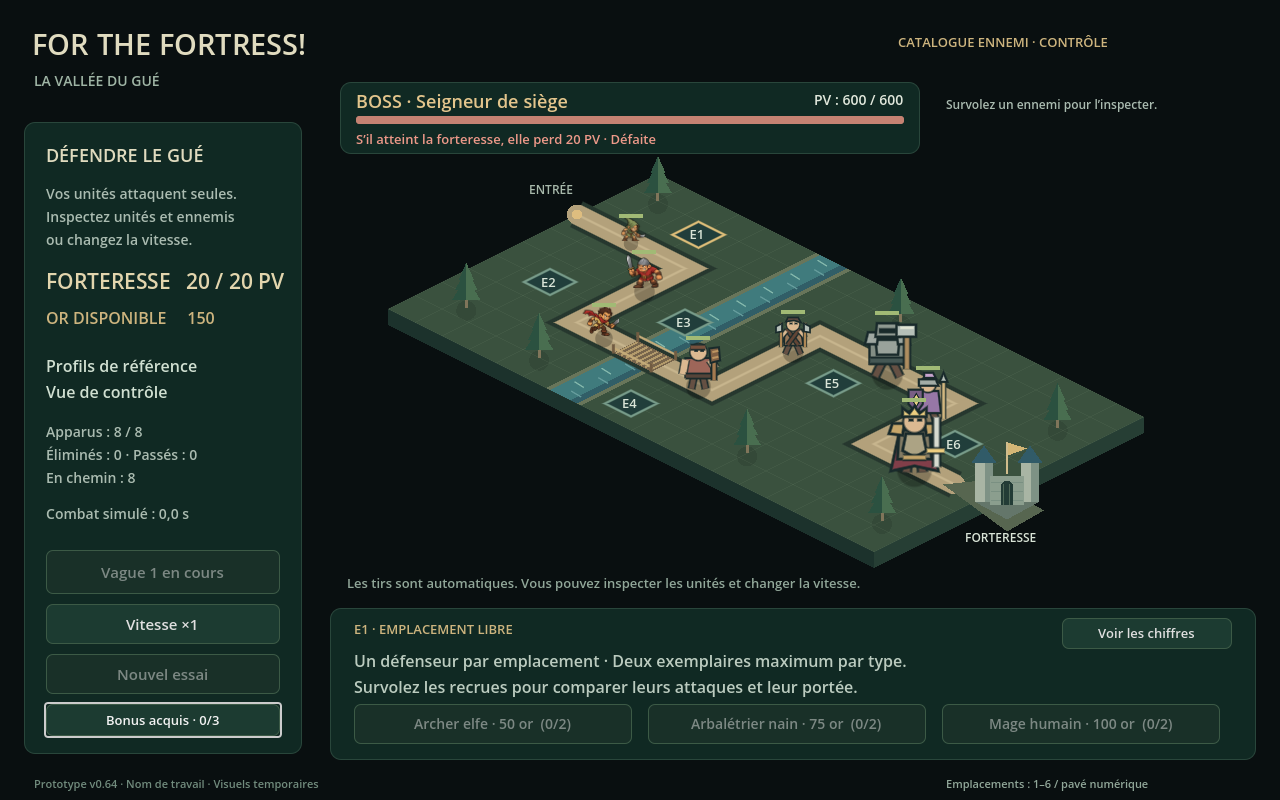 FOR THE FORTRESS!
LA VALLÉE DU GUÉ
CATALOGUE ENNEMI · CONTRÔLE
BOSS · Seigneur de siège
PV : 600 / 600
S’il atteint la forteresse, elle perd 20 PV · Défaite
Survolez un ennemi pour l’inspecter.
DÉFENDRE LE GUÉ
Vos unités attaquent seules.
Inspectez unités et ennemis
ou changez la vitesse.
FORTERESSE 20 / 20 PV
OR DISPONIBLE 150
Profils de référence
Vue de contrôle
Apparus : 8 / 8
Éliminés : 0 · Passés : 0
En chemin : 8
Combat simulé : 0,0 s
Vague 1 en cours
Vitesse ×1
Nouvel essai
Bonus acquis · 0/3
ENTRÉE
E1
E2
E3
E4
E5
E6
FORTERESSE
Les tirs sont automatiques. Vous pouvez inspecter les unités et changer la vitesse.
E1 · EMPLACEMENT LIBRE
Voir les chiffres
Un défenseur par emplacement · Deux exemplaires maximum par type.
Survolez les recrues pour comparer leurs attaques et leur portée.
Archer elfe · 50 or (0/2)
Arbalétrier nain · 75 or (0/2)
Mage humain · 100 or (0/2)
Prototype v0.64 · Nom de travail · Visuels temporaires
Emplacements : 1–6 / pavé numérique